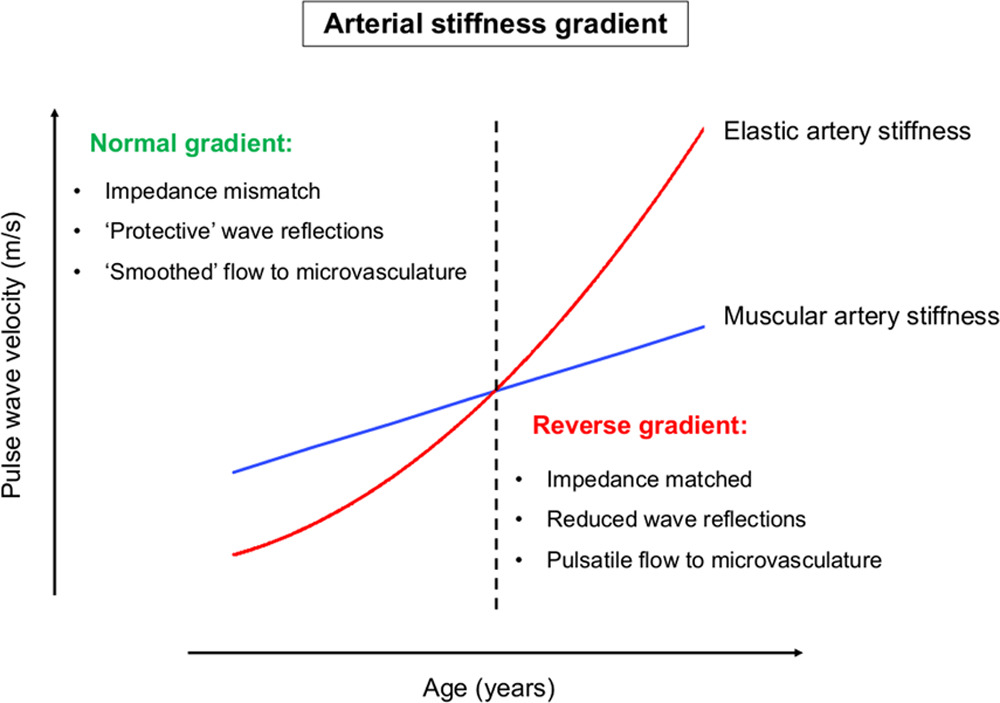 Arterial stiffness gradient
Normal gradient:
• Impedance mismatch
• ‘Protective’ wave reflections
• ‘Smoothed’ flow to microvasculature
Elastic artery stiffness
Muscular artery stiffness
Reverse gradient:
• Impedance matched
• Reduced wave reflections
• Pulsatile flow to microvasculature
Pulse wave velocity (m/s)
Age (years)